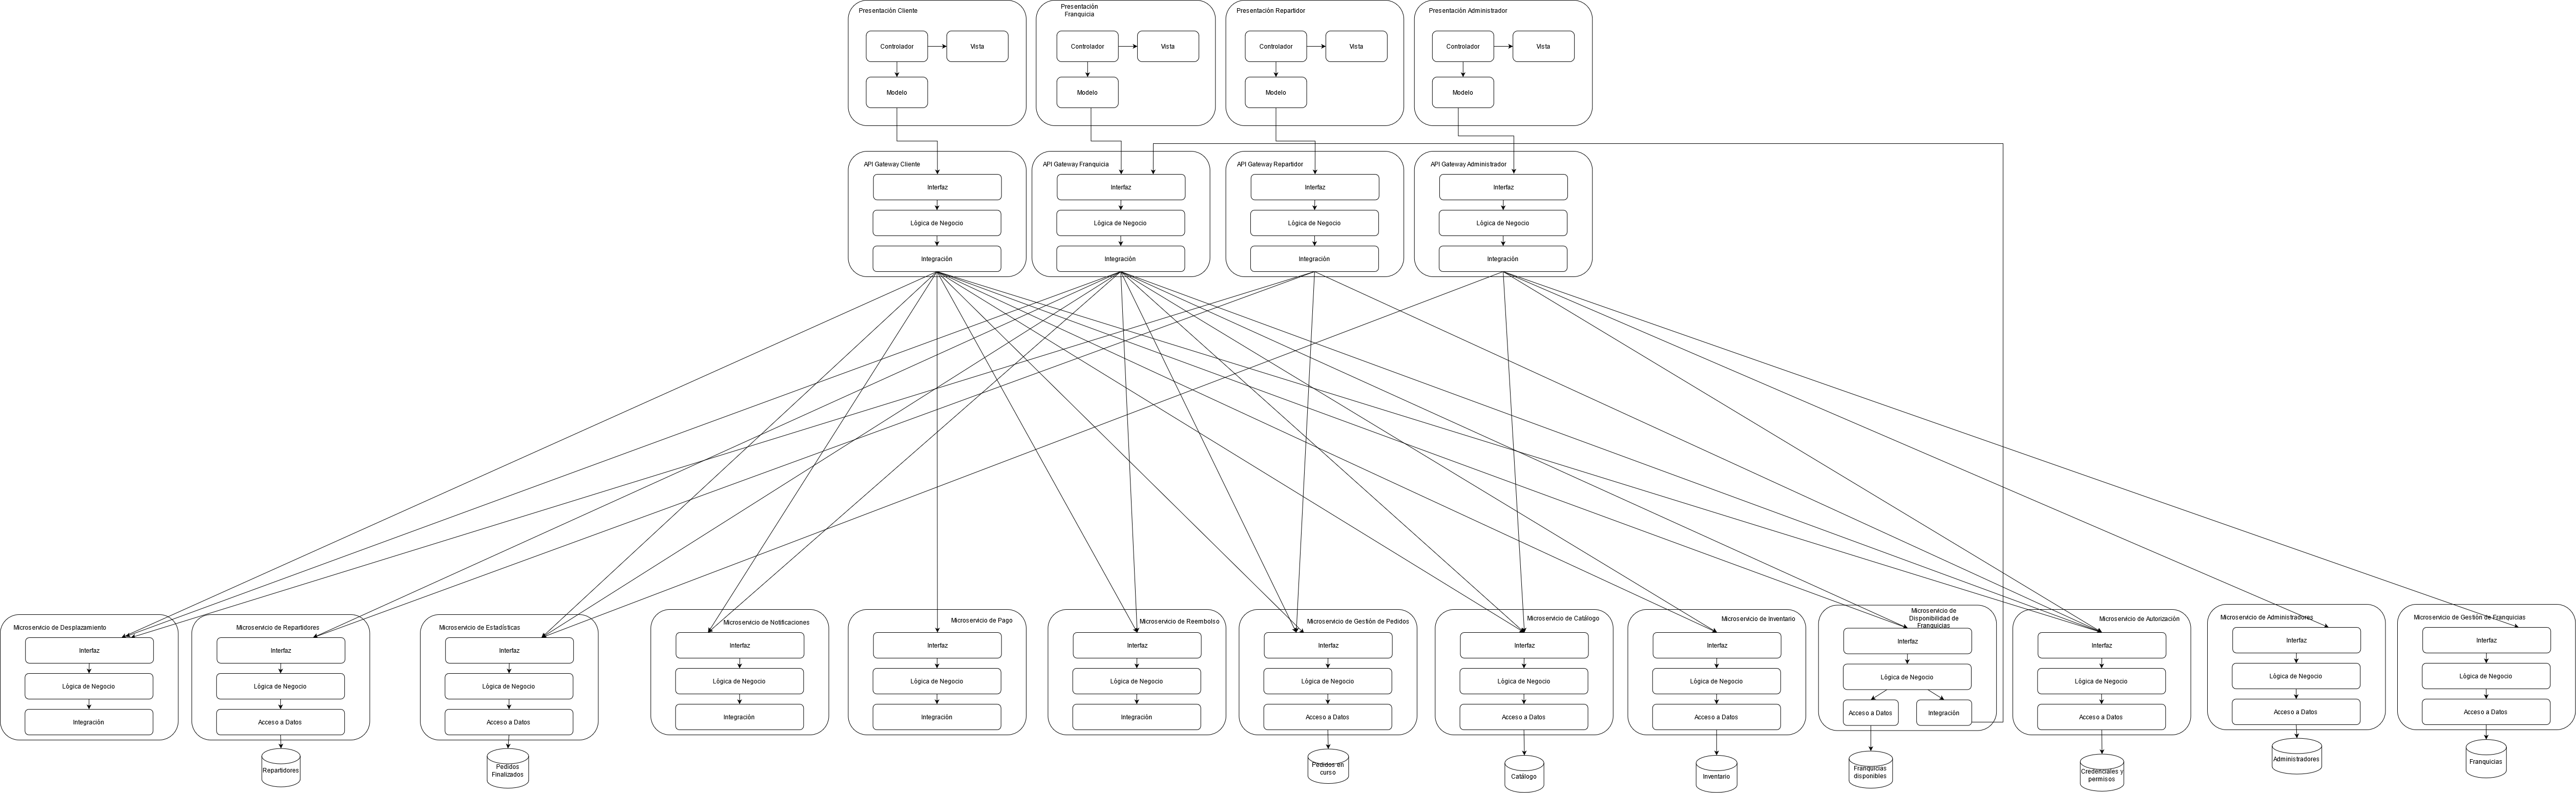 Presentación Cliente
Controlador
Vista
Modelo
Presentación
Franquicia
Controlador
Vista
Modelo
Presentación Repartidor
Controlador
Vista
Modelo
Presentación Administrador
Controlador
Vista
Modelo
API Gateway Cliente
Interfaz
Lógica de Negocio
Integración
API Gateway Franquicia
Interfaz
Lógica de Negocio
Integración
API Gateway Repartidor
Interfaz
Lógica de Negocio
Integración
API Gateway Administrador
Interfaz
Lógica de Negocio
Integración
Microservicio de Desplazamiento
Interfaz
Lógica de Negocio
Integración
Microservicio de Repartidores
Interfaz
Lógica de Negocio
Acceso a Datos
Repartidores
Microservicio de Estadísticas
Interfaz
Lógica de Negocio
Acceso a Datos
Pedidos
Finalizados
Microservicio de Notificaciones
Interfaz
Lógica de Negocio
Integración
Microservicio de Pago
Interfaz
Lógica de Negocio
Integración
Microservicio de Reembolso
Interfaz
Lógica de Negocio
Integración
Microservicio de Gestión de Pedidos
Interfaz
Lógica de Negocio
Acceso a Datos
Pedidos en
curso
Microservicio de Catálogo
Interfaz
Lógica de Negocio
Acceso a Datos
Catálogo
Microservicio de Inventario
Interfaz
Lógica de Negocio
Acceso a Datos
Inventario
Microservicio de
Disponibilidad de
Franquicias
Interfaz
Lógica de Negocio
Acceso a Datos
Integración
Franquicias
disponibles
Microservicio de Autorización
Interfaz
Lógica de Negocio
Acceso a Datos
Credenciales y
permisos
Microservicio de Administradores
Interfaz
Lógica de Negocio
Acceso a Datos
Administradores
Microservicio de Gestión de Franquicias
Interfaz
Lógica de Negocio
Acceso a Datos
Franquicias